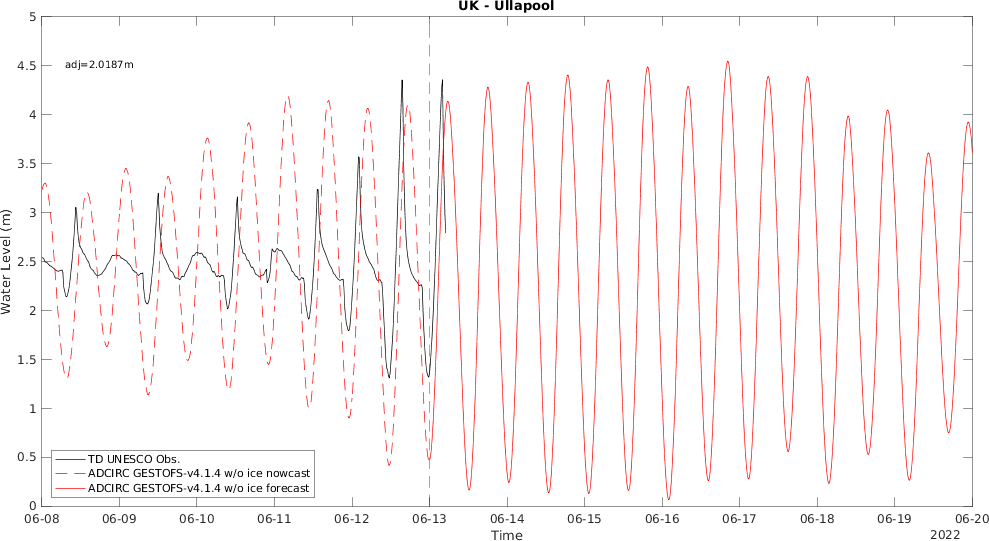 UK - Ullapool
adj=2.0187m
Water Level (m)
5
4.5
4
3.5
3
2.5
2
1.5
1
0.5
0
TD UNESCO Obs.
ADCIRC GESTOFS-v4.1.4 w/o ice nowcast
ADCIRC GESTOFS-v4.1.4 w/o ice forecast
06-08 06-09 06-10 06-11 06-12 06-13 06-14 06-15 06-16 06-17 06-18 06-19 06-20
Time
2022